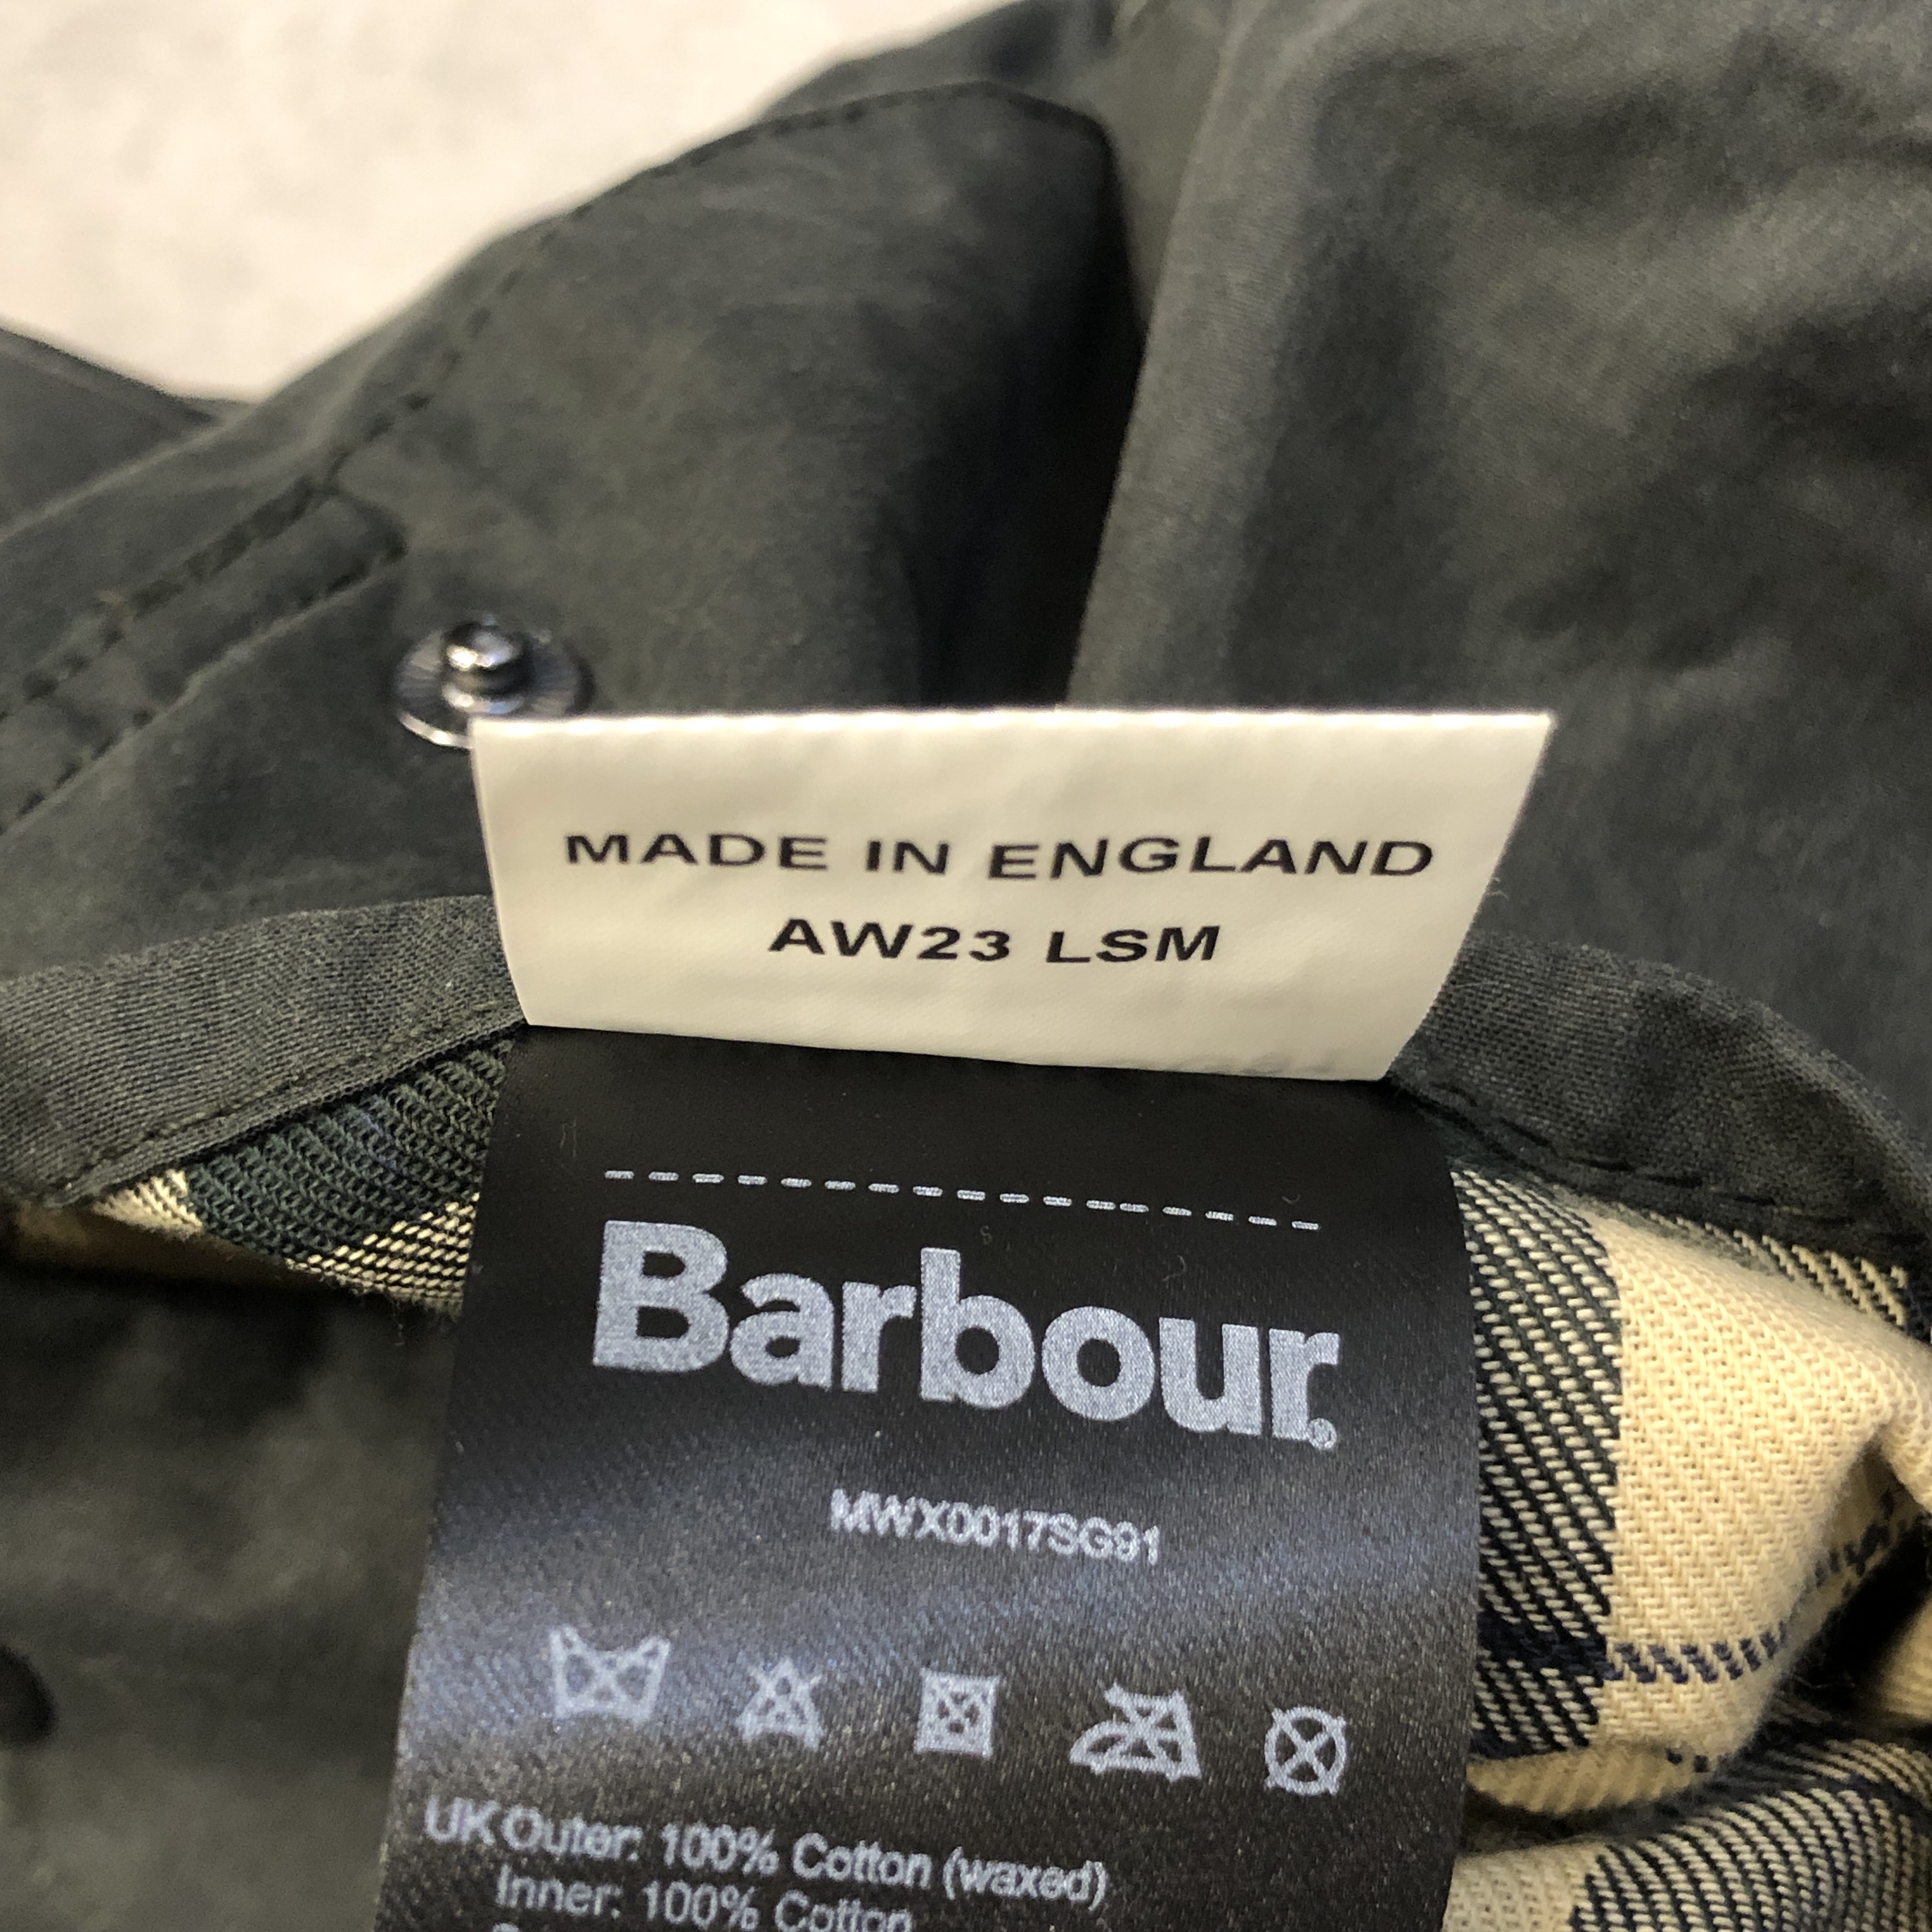 MADE IN ENGLAND
AW23 LSM
Barbour
MWX0017SG91
UK Outer: 100% Cotton (waxed)
Inner: 100% Cotton